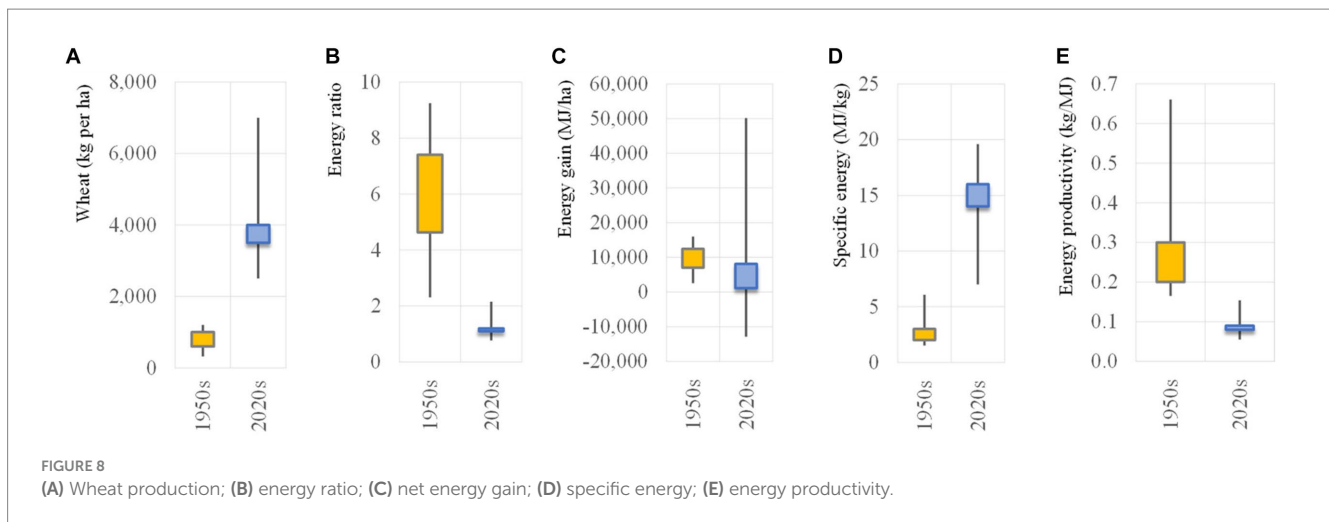 A
Wheat (kg per ha)
8,000
6,000
4,000
2,000
0
1950s
2020s
B
Energy ratio
10
8
6
4
2
0
1950s
2020s
C
Energy gain (MJ/ha)
60,000
50,000
40,000
30,000
20,000
10,000
0
-10,000
-20,000
1950s
2020s
D
Specific energy (MJ/kg)
25
20
15
10
5
0
1950s
2020s
E
Energy productivity (kg/MJ)
0.7
0.6
0.5
0.4
0.3
0.2
0.1
0.0
1950s
2020s
FIGURE 8
(A) Wheat production; (B) energy ratio; (C) net energy gain; (D) specific energy; (E) energy productivity.